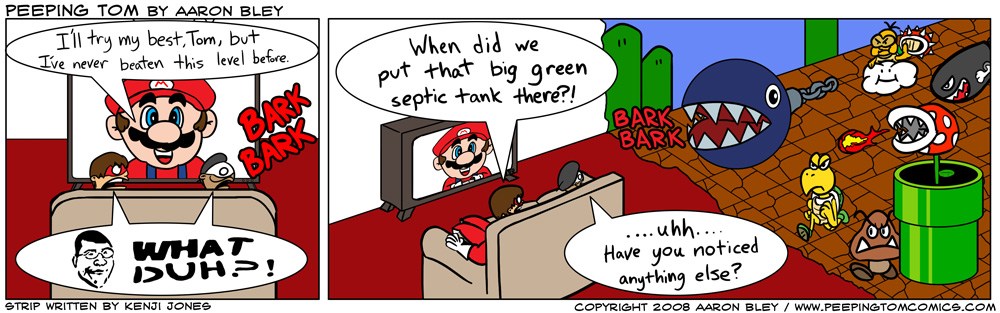 PEEPING TOM BY AARON BLEY
I'll try my best, Tom, but
I've never beaten this level before.
M
BARK
BARK
WHAT
DUH?!
When did we
put that big green
septic tank there?!
BARK
BARK
....uhh....
Have you noticed
anything else?
STRIP WRITTEN BY KENJI JONES
COPYRIGHT 2008 AARON BLEY / WWW.PEEPINGTOMCOMICS.COM